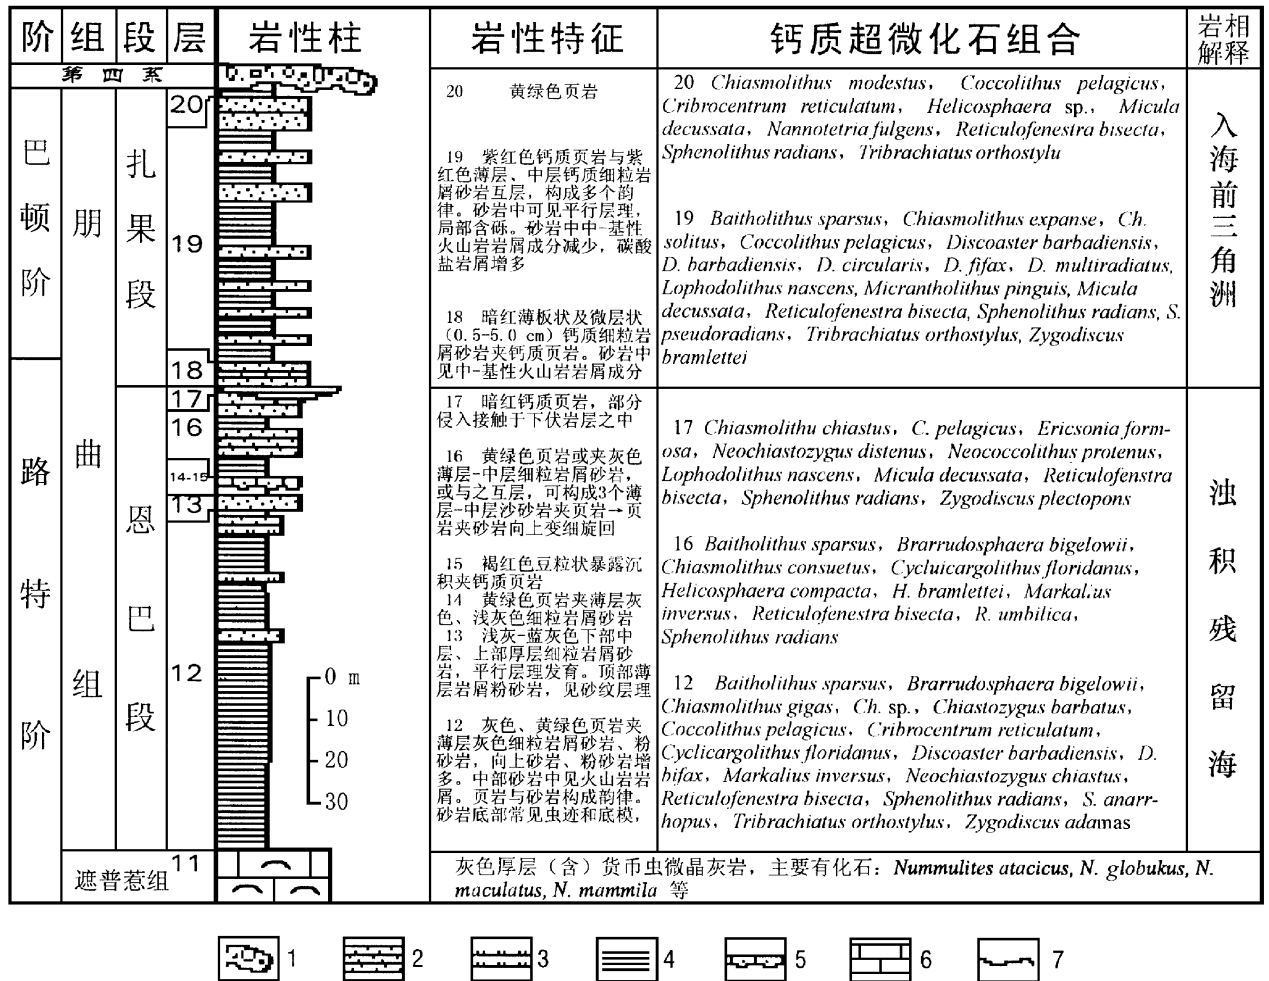 阶 组 段 层 岩性柱 岩性特征 钙质超微化石组合 岩相
解释
第四系
巴顿阶
路特阶
朋曲组
遮普惹组
扎果段
恩巴段
20
19
18
17
16
14-15
13
12
11
0 m
10
20
30
20 黄绿色页岩
19 紫红色钙质页岩与紫
红色薄层、中层钙质细粒岩
屑砂岩互层，构成多个韵
律。砂岩中可见平行层理，
局部含砾。砂岩中中-基性
火山岩岩屑成分减少，碳酸
盐岩屑增多
18 暗红薄板状及微层状
（0.5-5.0 cm）钙质细粒岩
屑砂岩夹钙质页岩。砂岩中
见中-基性火山岩岩屑成分
17 暗红钙质页岩，部分
侵入接触于下伏岩层之中
16 黄绿色页岩或夹灰色
薄层-中层细粒岩屑砂岩，
或与之互层，可构成3个薄
层-中层沙砂岩夹页岩→页
岩夹砂岩向上变细旋回
15 褐红色豆粒状暴露沉
积夹钙质页岩
14 黄绿色页岩夹薄层灰
色、浅灰色细粒岩屑砂岩
13 浅灰-蓝灰色下部中
层、上部厚层细粒岩屑砂
岩，平行层理发育。顶部薄
层岩屑粉砂岩，见砂纹层理
12 灰色、黄绿色页岩夹
薄层灰色细粒岩屑砂岩、粉
砂岩，向上砂岩、粉砂岩增
多。中部砂岩中见火山岩岩
屑。页岩与砂岩构成韵律。
砂岩底部常见虫迹和底模，
20 Chiasmolithus modestus， Coccolithus pelagicus，
Cribrocentrum reticulatum， Helicosphaera sp.， Micula
decussata，Nannotetria fulgens，Reticulofenestra bisecta，
Sphenolithus radians，Tribrachiatus orthostylu
19 Baitholithus sparsus，Chiasmolithus expanse，Ch.
solitus，Coccolithus pelagicus，Discoaster barbadiensis，
D. barbadiensis，D. circularis，D. fifax，D. multiradiatus,
Lophodolithus nascens, Micrantholithus pinguis, Micula
decussata，Reticulofenestra bisecta, Sphenolithus radians, S.
pseudoradians，Tribrachiatus orthostylus, Zygodiscus
bramlettei
17 Chiasmolithu chiastus，C. pelagicus，Ericsonia form-
osa，Neochiastozygus distenus，Neococcolithus protenus，
Lophodolithus nascens，Micula decussata，Reticulofenstra
bisecta，Sphenolithus radians，Zygodiscus plectopons
16 Baitholithus sparsus，Brarrudosphaera bigelowii，
Chiasmolithus consuetus，Cycluicargolithus floridanus，
Helicosphaera compacta，H. bramlettei，Markalius
inversus，Reticulofenestra bisecta，R. umbilica，
Sphenolithus radians
12 Baitholithus sparsus，Brarrudosphaera bigelowii，
Chiasmolithus gigas，Ch. sp.，Chiastozygus barbatus，
Coccolithus pelagicus，Cribrocentrum reticulatum，
Cyclicargolithus floridanus，Discoaster barbadiensis，D.
bifax，Markalius inversus，Neochiastozygus chiastus，
Reticulofenestra bisecta，Sphenolithus radians，S. anarr-
hopus，Tribrachiatus orthostylus，Zygodiscus adamas
入海前三角洲
浊积残留海
灰色厚层（含）货币虫微晶灰岩，主要有化石：Nummulites atacicus, N. globukus, N.
maculatus, N. mammila 等
1 2 3 4 5 6 7